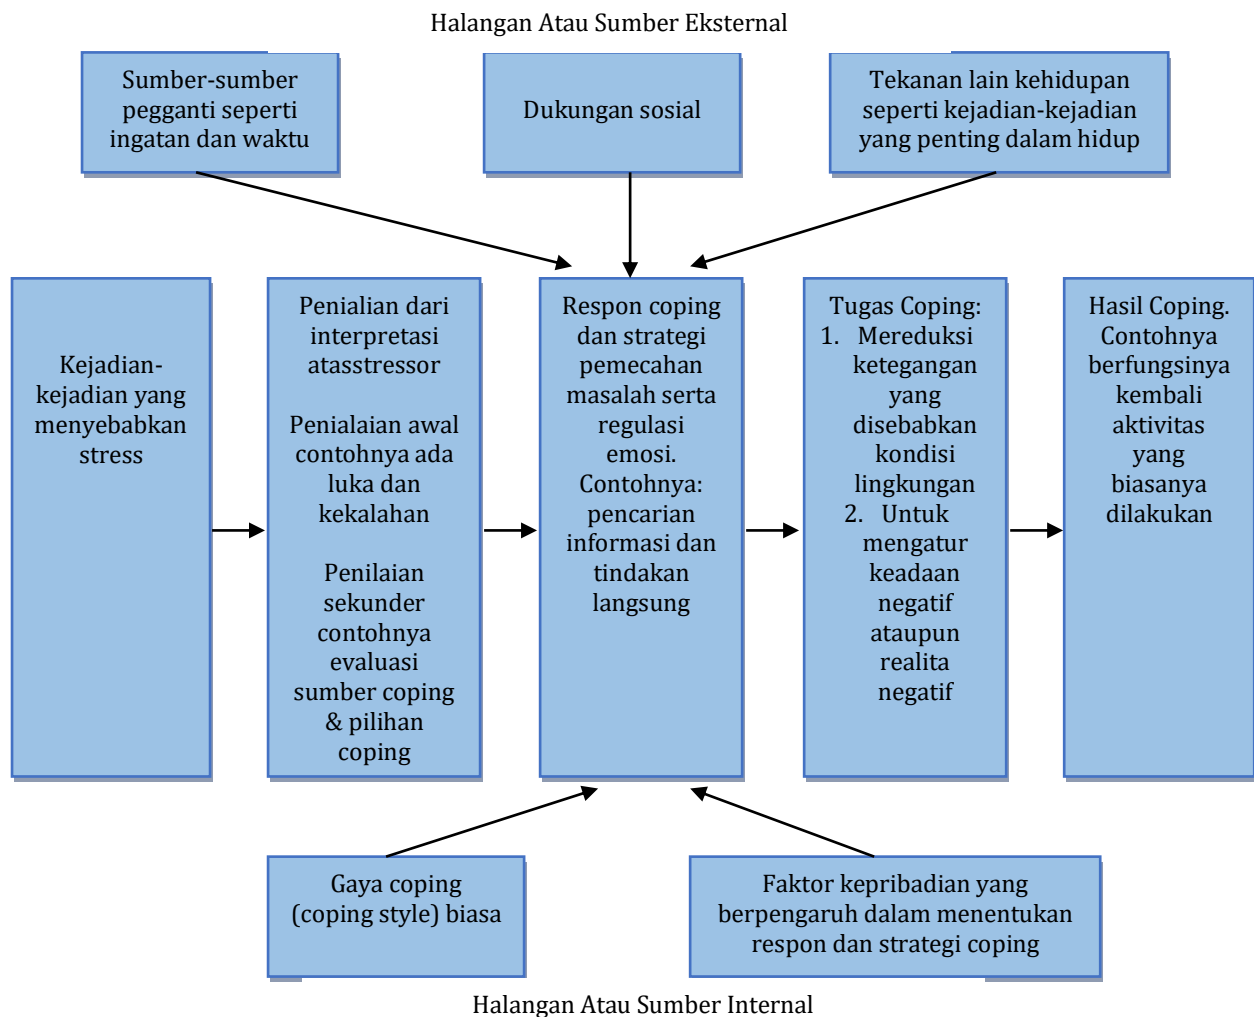 Halangan Atau Sumber Eksternal
Sumber-sumber
pegganti seperti
ingatan dan waktu
Dukungan sosial
Tekanan lain kehidupan
seperti kejadian-kejadian
yang penting dalam hidup
Kejadian-
kejadian yang
menyebabkan
stress
Penialian dari
interpretasi
atasstressor
Penialaian awal
contohnya ada
luka dan
kekalahan
Penilaian
sekunder
contohnya
evaluasi
sumber coping
& pilihan
coping
Respon coping
dan strategi
pemecahan
masalah serta
regulasi
emosi.
Contohnya:
pencarian
informasi dan
tindakan
langsung
Tugas Coping:
1. Mereduksi
ketegangan
yang
disebabkan
kondisi
lingkungan
2. Untuk
mengatur
keadaan
negatif
ataupun
realita
negatif
Hasil Coping.
Contohnya
berfungsinya
kembali
aktivitas
yang
biasanya
dilakukan
Gaya coping
(coping style) biasa
Faktor kepribadian yang
berpengaruh dalam menentukan
respon dan strategi coping
Halangan Atau Sumber Internal